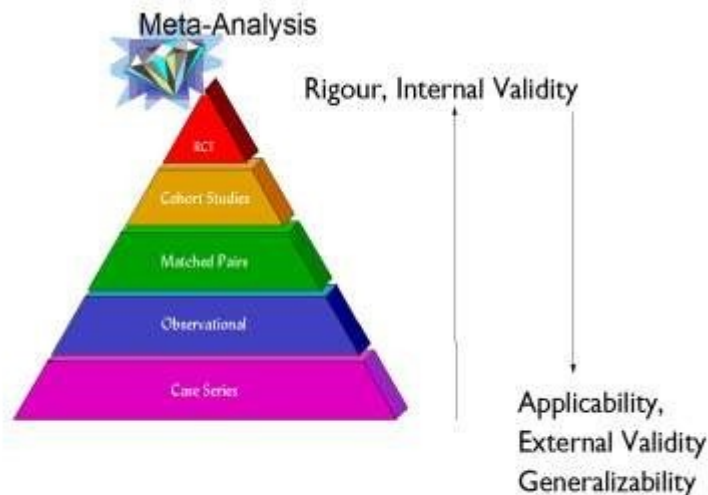 Meta-Analysis
Rigour, Internal Validity
RCT
Cohort Studies
Matched Pairs
Observational
Case Series
Applicability,
External Validity
Generalizability